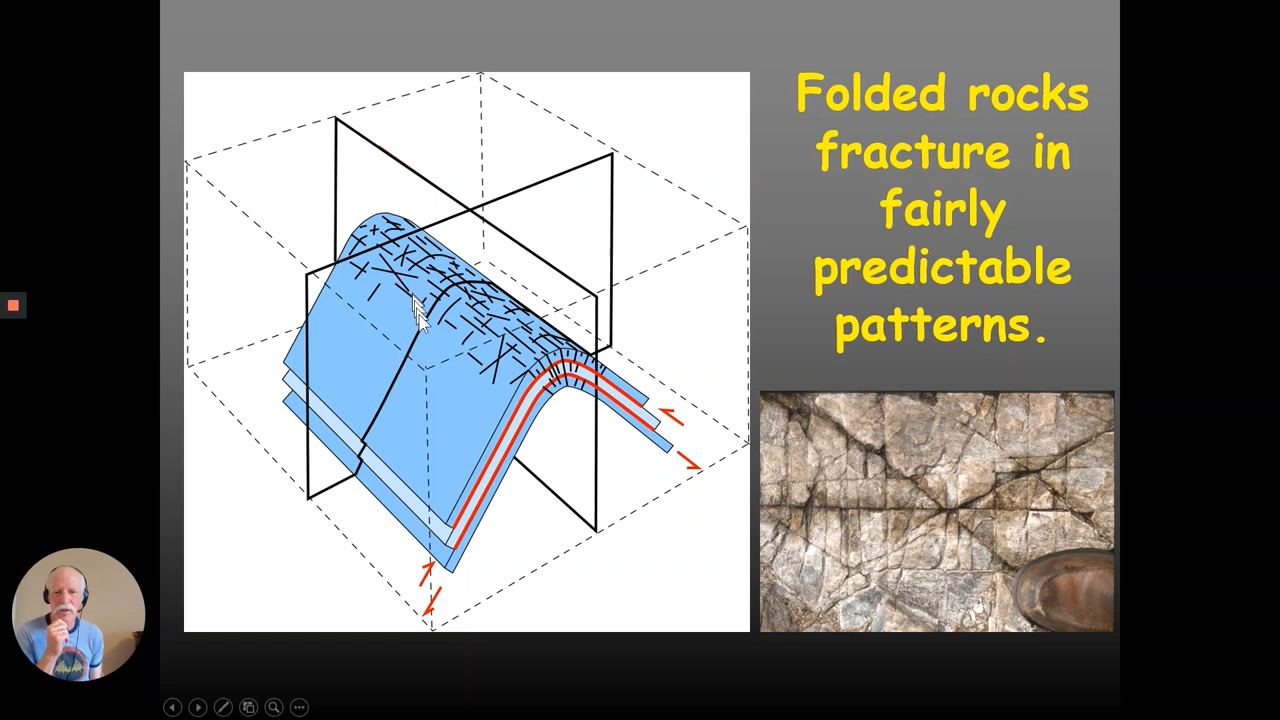 Folded rocks
fracture in
fairly
predictable
patterns.